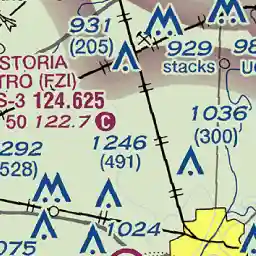 931
(205)
929
stacks
98
U
STORIA
TRO (FZI)
S-3 124.625
50 122.7 C
1036
(300)
1246
(491)
292
528)
1024
075